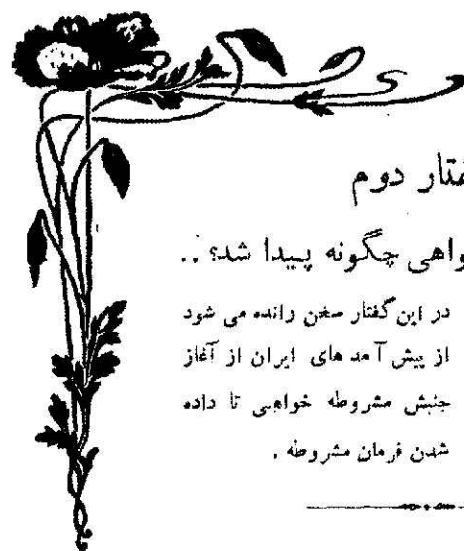 فتار دوم
واهی چگونه پیدا شد؟..
در این گفتار سخن رانده می شود
از پیش آمد های ایران از آغاز
جنبش مشروطه خواهی تا داده
شدن فرمان مشروطه .